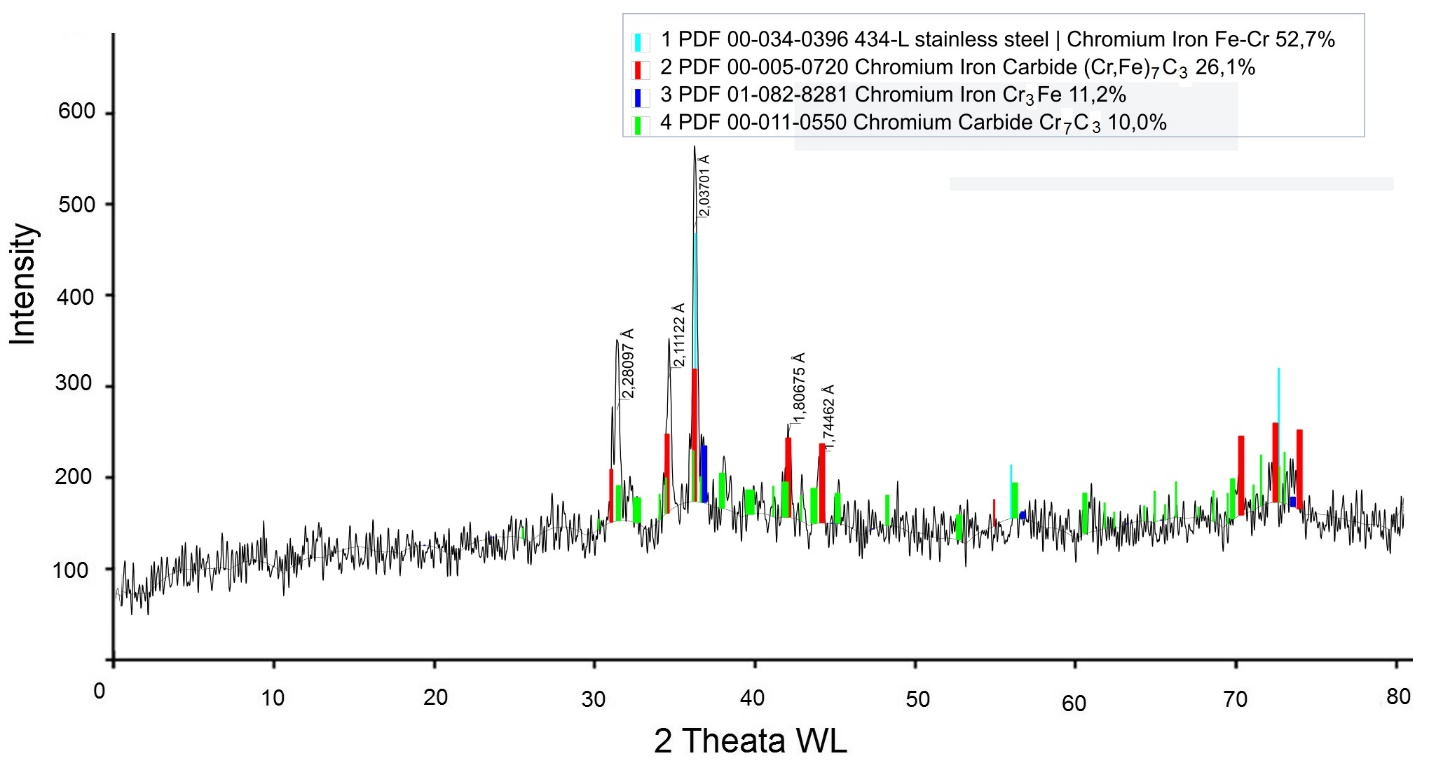 1 PDF 00-034-0396 434-L stainless steel | Chromium Iron Fe-Cr 52,7%
2 PDF 00-005-0720 Chromium Iron Carbide (Cr,Fe)₇C₃ 26,1%
3 PDF 01-082-8281 Chromium Iron Cr₃Fe 11,2%
4 PDF 00-011-0550 Chromium Carbide Cr₇C₃ 10,0%
Intensity
600
500
400
300
200
100
2,28097 Å
2,11122 Å
2,03701 Å
1,80675 Å
1,74462 Å
0 10 20 30 40 50 60 70 80
2 Theata WL